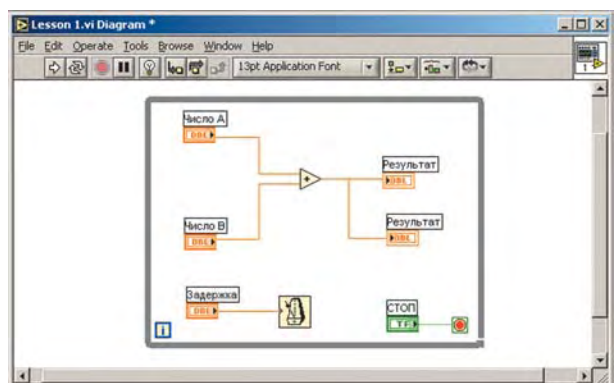 Lesson 1.vi Diagram *
File Edit Operate Tools Browse Window Help
13pt Application Font
1
Число A
DBL
Результат
DBL
Результат
DBL
Число B
DBL
Задержка
DBL
СТОП
TF
i